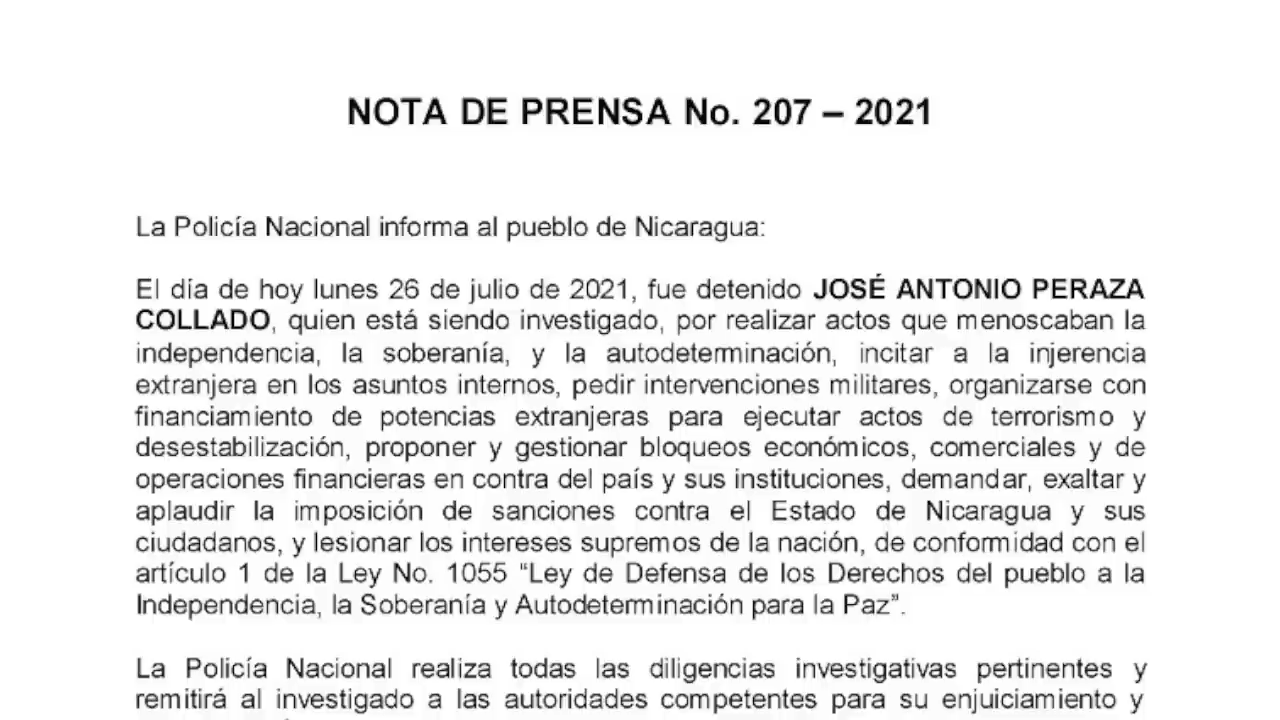 NOTA DE PRENSA No. 207 – 2021
La Policía Nacional informa al pueblo de Nicaragua:
El día de hoy lunes 26 de julio de 2021, fue detenido JOSÉ ANTONIO PERAZA
COLLADO, quien está siendo investigado, por realizar actos que menoscaban la
independencia, la soberanía, y la autodeterminación, incitar a la injerencia
extranjera en los asuntos internos, pedir intervenciones militares, organizarse con
financiamiento de potencias extranjeras para ejecutar actos de terrorismo y
desestabilización, proponer y gestionar bloqueos económicos, comerciales y de
operaciones financieras en contra del país y sus instituciones, demandar, exaltar y
aplaudir la imposición de sanciones contra el Estado de Nicaragua y sus
ciudadanos, y lesionar los intereses supremos de la nación, de conformidad con el
artículo 1 de la Ley No. 1055 “Ley de Defensa de los Derechos del pueblo a la
Independencia, la Soberanía y Autodeterminación para la Paz”.
La Policía Nacional realiza todas las diligencias investigativas pertinentes y
remitirá al investigado a las autoridades competentes para su enjuiciamiento y